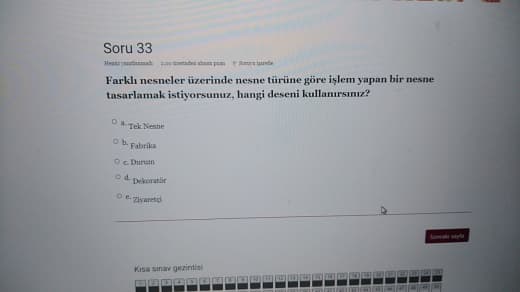 Soru 33
Henüz yanıtlanmadı 2,00 üzerinden alınan puan Soruyu işaretle
Farklı nesneler üzerinde nesne türüne göre işlem yapan bir nesne
tasarlamak istiyorsunuz, hangi deseni kullanırsınız?
a. Tek Nesne
b. Fabrika
c. Durum
d. Dekoratör
e. Ziyaretçi
Sonraki sayfa
Kısa sınav gezintisi